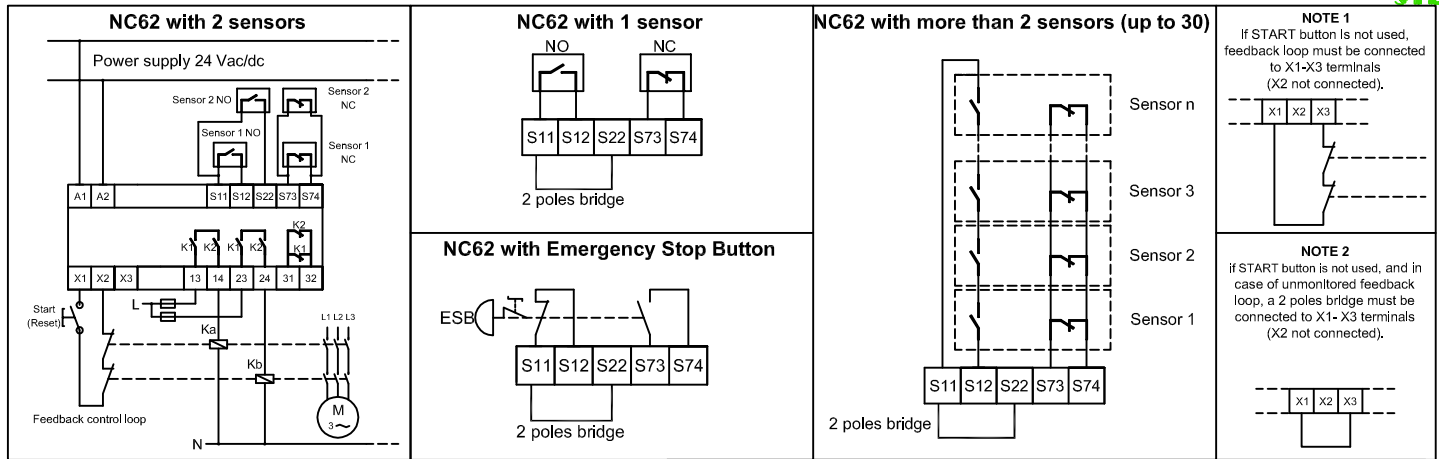 NC62 with 2 sensors
Power supply 24 Vac/dc
Sensor 2 NO
Sensor 2
NC
Sensor 1 NO
Sensor 1
NC
A1 A2 S11 S12 S22 S73 S74
K1 K2 K1 K2
K2
K1
X1 X2 X3 13 14 23 24 31 32
Start
(Reset)
L
Ka
L1 L2 L3
Kb
M
3~
Feedback control loop
N
NC62 with 1 sensor
NO NC
S11 S12 S22 S73 S74
2 poles bridge
NC62 with Emergency Stop Button
ESB
S11 S12 S22 S73 S74
2 poles bridge
NC62 with more than 2 sensors (up to 30)
Sensor n
Sensor 3
Sensor 2
Sensor 1
S11 S12 S22 S73 S74
2 poles bridge
NOTE 1
If START button is not used,
feedback loop must be connected
to X1-X3 terminals
(X2 not connected).
X1 X2 X3
NOTE 2
if START button is not used, and in
case of unmonitored feedback
loop, a 2 poles bridge must be
connected to X1- X3 terminals
(X2 not connected).
X1 X2 X3